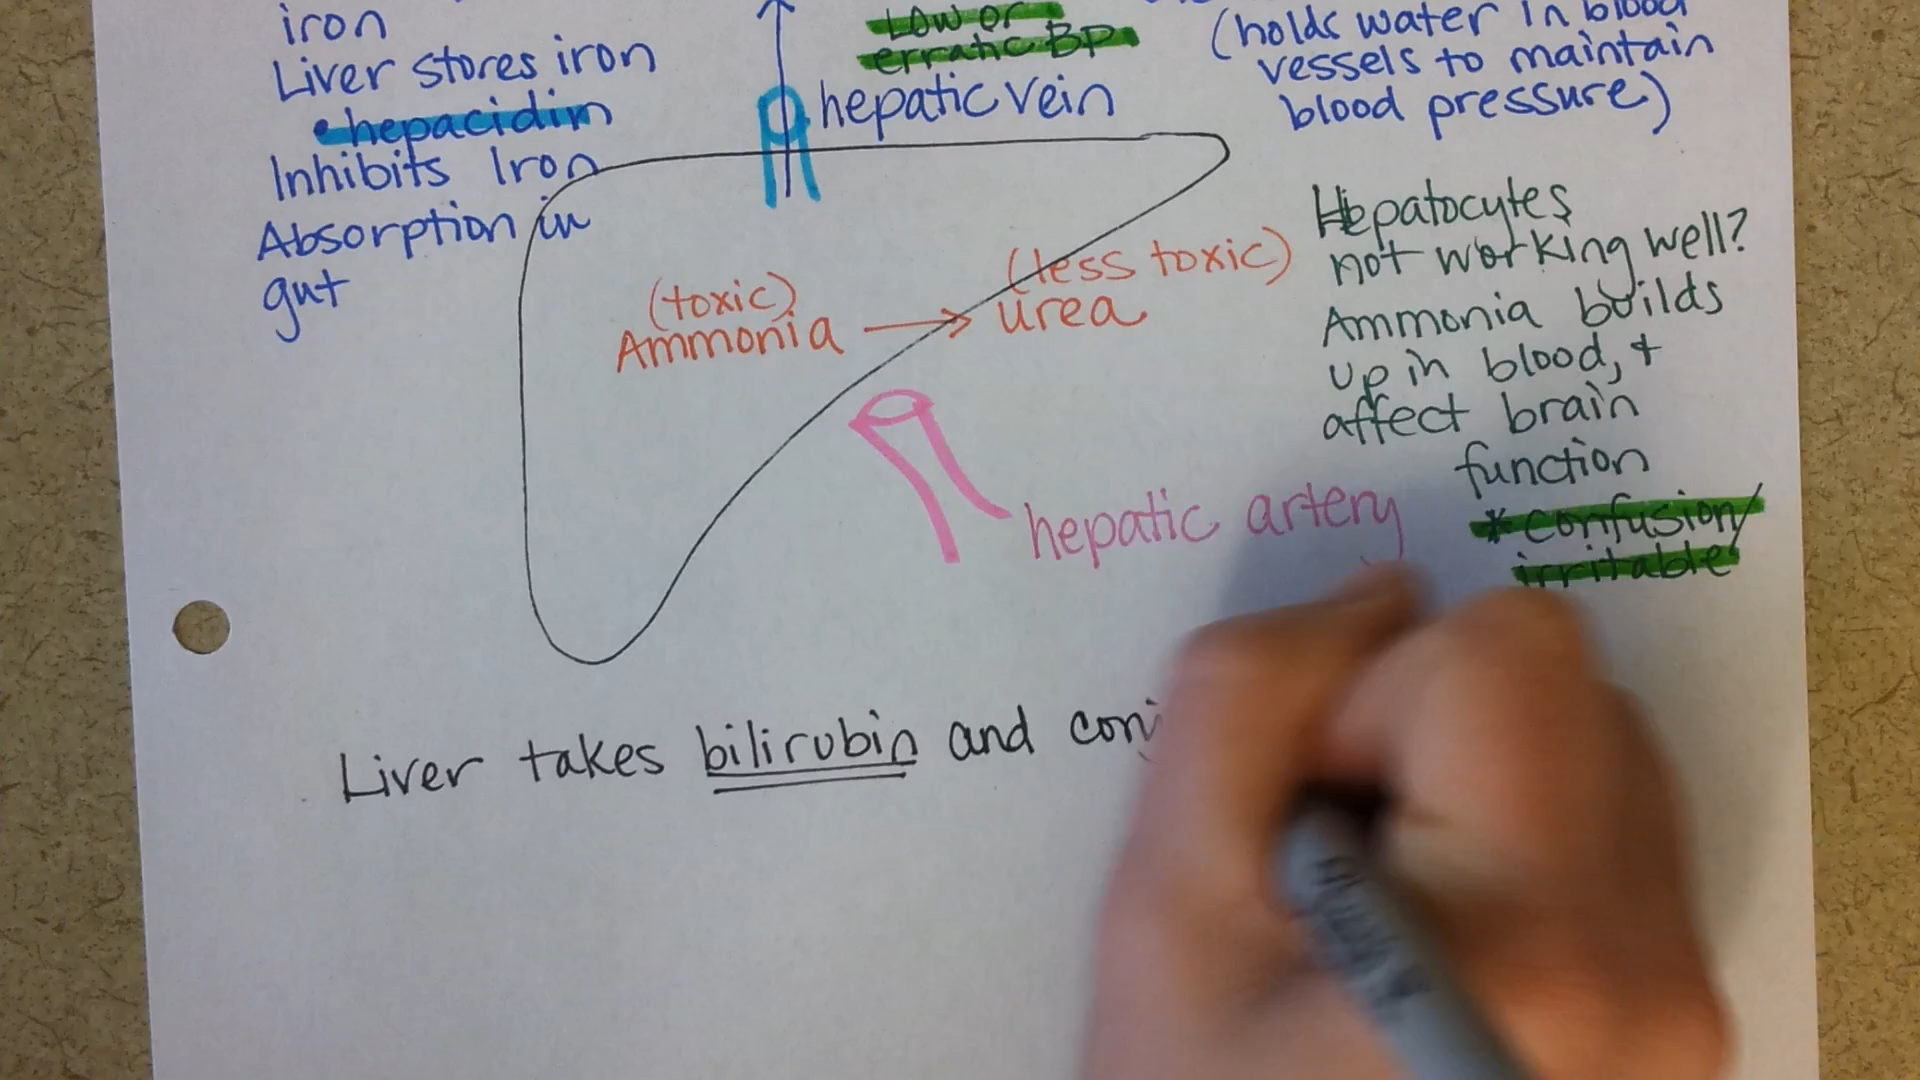 iron
Liver stores iron
• hepacidin
Inhibits Iron
Absorption in
gut
Low or
erratic BP
hepatic vein
(holds water in blood
vessels to maintain
blood pressure)
(toxic)
Ammonia → urea
(less toxic)
hepatic artery
Hepatocytes
not working well?
Ammonia builds
up in blood, +
affect brain
function
* confusion/
irritable
Liver takes bilirubin and conj